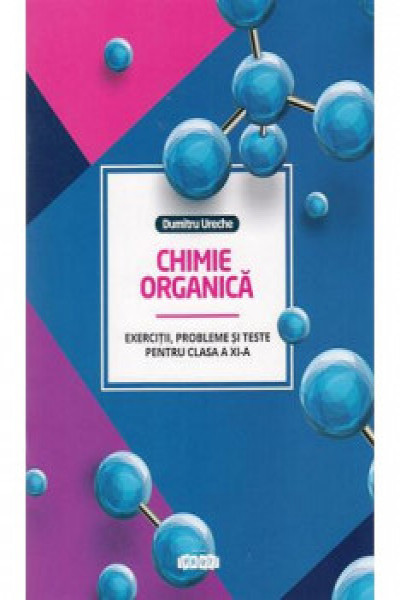 Dumitru Ureche
CHIMIE
ORGANICĂ
EXERCIȚII, PROBLEME ȘI TESTE
PENTRU CLASA A XI-A